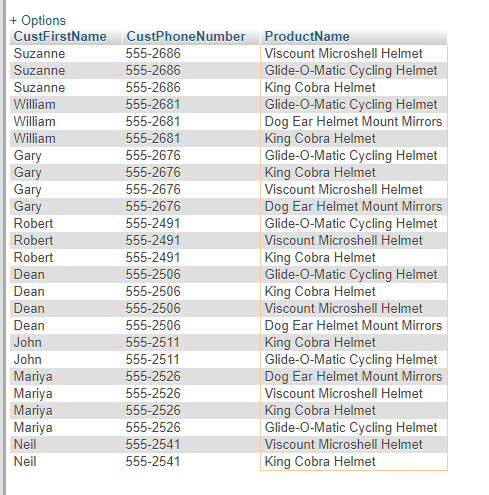 + Options
CustFirstName CustPhoneNumber ProductName
Suzanne 555-2686 Viscount Microshell Helmet
Suzanne 555-2686 Glide-O-Matic Cycling Helmet
Suzanne 555-2686 King Cobra Helmet
William 555-2681 Glide-O-Matic Cycling Helmet
William 555-2681 Dog Ear Helmet Mount Mirrors
William 555-2681 King Cobra Helmet
Gary 555-2676 Glide-O-Matic Cycling Helmet
Gary 555-2676 King Cobra Helmet
Gary 555-2676 Viscount Microshell Helmet
Gary 555-2676 Dog Ear Helmet Mount Mirrors
Robert 555-2491 Glide-O-Matic Cycling Helmet
Robert 555-2491 Viscount Microshell Helmet
Robert 555-2491 King Cobra Helmet
Dean 555-2506 Glide-O-Matic Cycling Helmet
Dean 555-2506 King Cobra Helmet
Dean 555-2506 Viscount Microshell Helmet
Dean 555-2506 Dog Ear Helmet Mount Mirrors
John 555-2511 King Cobra Helmet
John 555-2511 Glide-O-Matic Cycling Helmet
Mariya 555-2526 Dog Ear Helmet Mount Mirrors
Mariya 555-2526 Viscount Microshell Helmet
Mariya 555-2526 King Cobra Helmet
Mariya 555-2526 Glide-O-Matic Cycling Helmet
Neil 555-2541 Viscount Microshell Helmet
Neil 555-2541 King Cobra Helmet